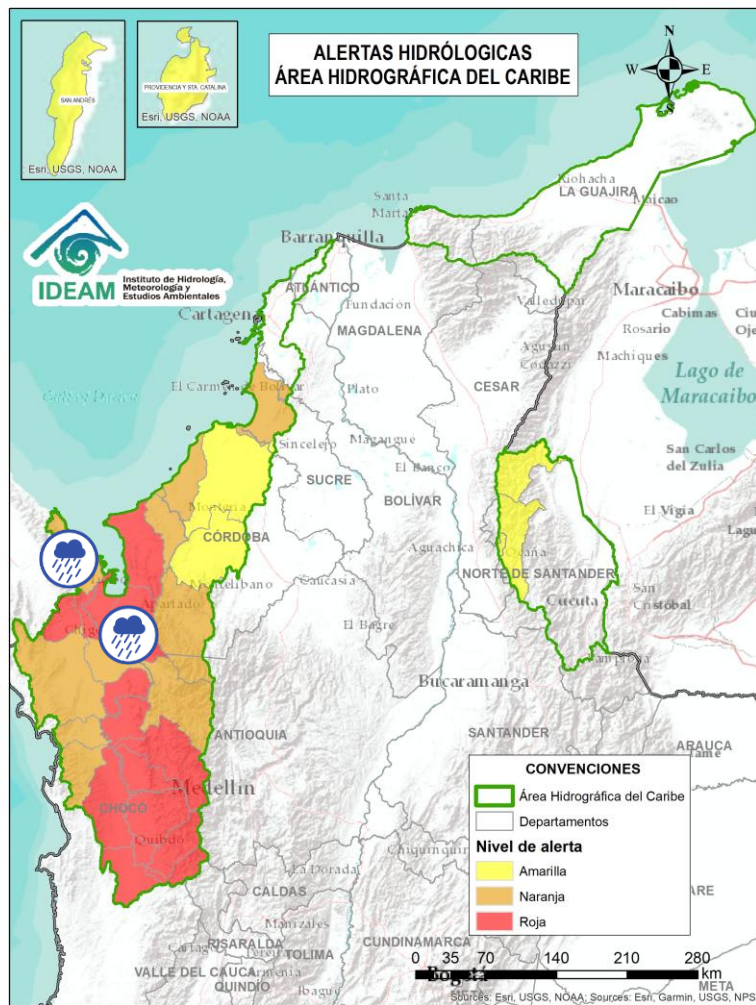 ALERTAS HIDRÓLOGICAS
ÁREA HIDROGRÁFICA DEL CARIBE
N
W
E
S
SAN ANDRÉS
Esri, USGS, NOAA
PROVIDENCIA Y STA. CATALINA
Esri, USGS, NOAA
IDEAM
Instituto de Hidrología,
Meteorología y
Estudios Ambientales
Riohacha
LA GUAJIRA
Maicao
Santa
Marta
Barranquilla
ATLÁNTICO
Cartagena
Fundación
MAGDALENA
Valledupar
Maracaibo
Cabimas
Rosario
Machiques
Agustín
Codazzi
CESAR
Lago de
Maracaibo
El Carmen de Bolívar
Plato
Sincelejo
Magangue
SUCRE
El Banco
BOLÍVAR
San Carlos
del Zulia
El Vigía
Montería
CÓRDOBA
Montelíbano
Aguachica
Ocaña
NORTE DE SANTANDER
Cúcuta
San
Cristóbal
Caucasia
El Bagre
Apartadó
Pamplona
Bucaramanga
ANTIOQUIA
SANTANDER
ARAUCA
Medellín
CHOCÓ
Quibdó
La Dorada
CALDAS
Manizales
RISARALDA
TOLIMA
CUNDINAMARCA
VALLE DEL CAUCA
Armenia
QUINDÍO
Ibagué
Bogotá
META
CONVENCIONES
Área Hidrográfica del Caribe
Departamentos
Nivel de alerta
Amarilla
Naranja
Roja
0 35 70 140 210 280
km
Sources: Esri, USGS, NOAA; Sources: Esri, Garmin, USGS, NPS